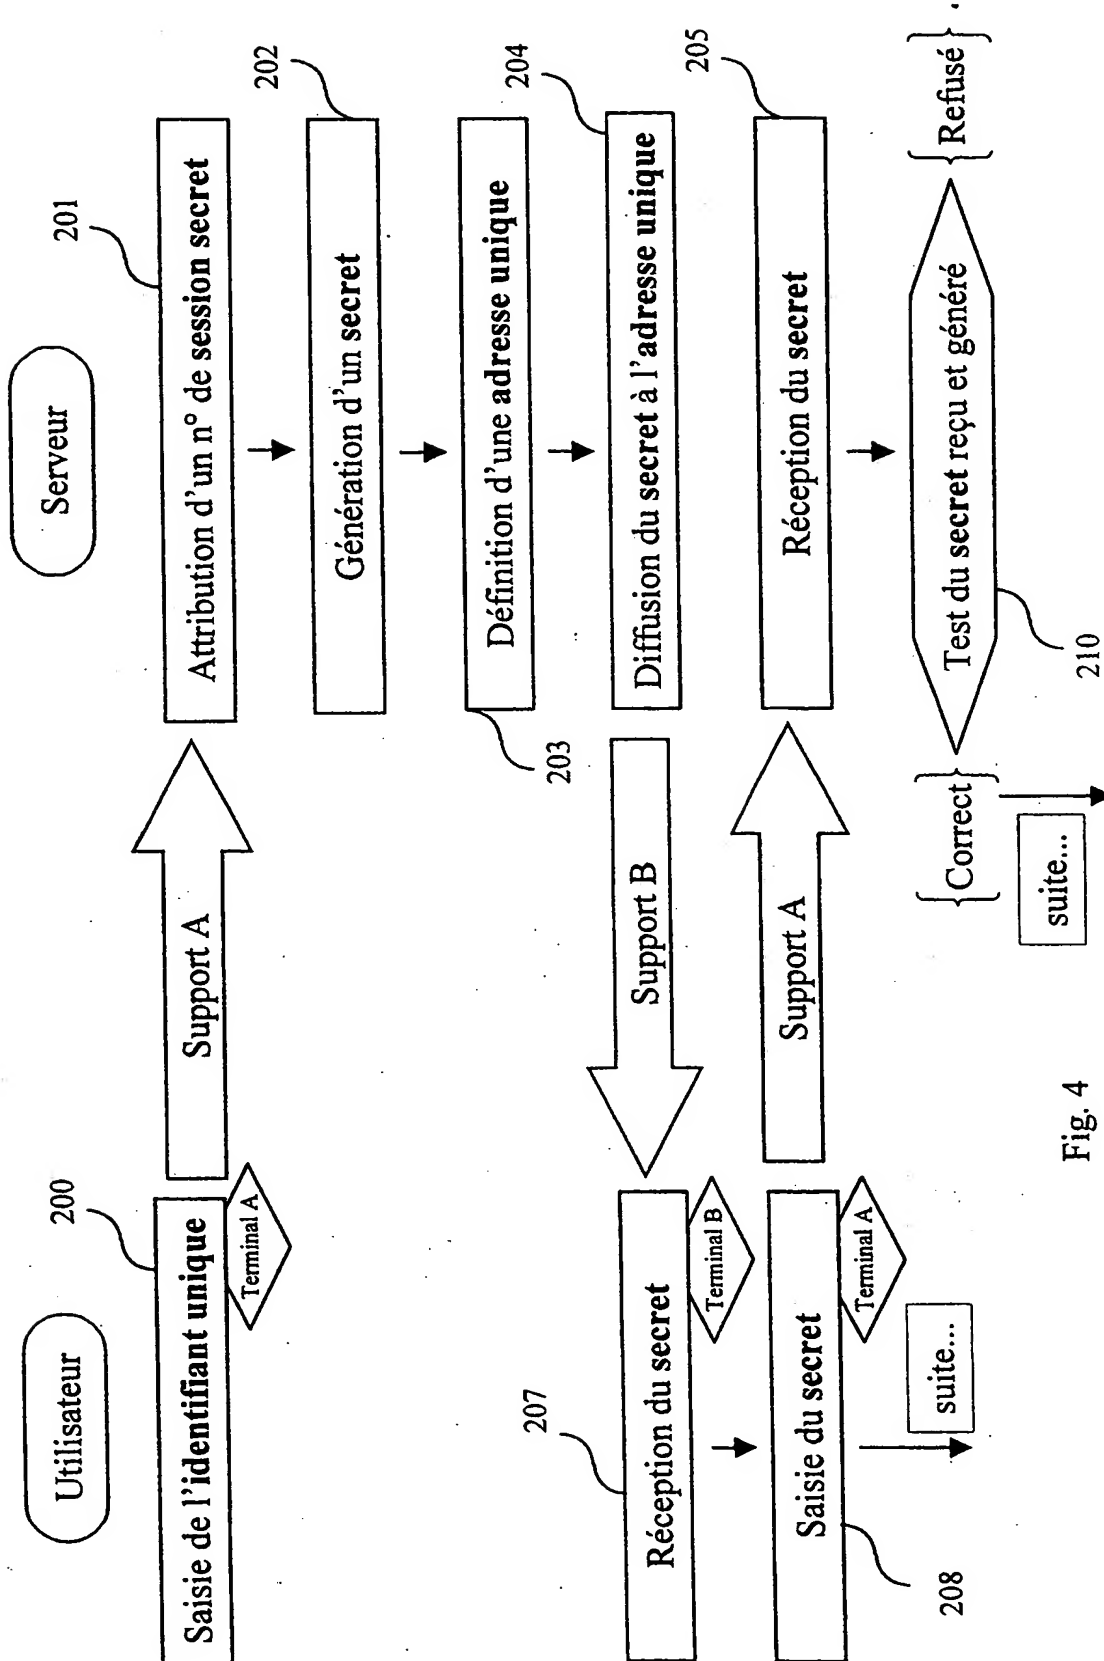 Utilisateur
Serveur
200
Saisie de l'identifiant unique
Terminal A
Support A
201
Attribution d'un n° de session secret
202
Génération d'un secret
203
Définition d'une adresse unique
204
Diffusion du secret à l'adresse unique
Support B
207
Réception du secret
Terminal B
208
Saisie du secret
Terminal A
Support A
205
Réception du secret
suite...
{Correct}
Test du secret reçu et généré
{Refusé}
210
suite...
Fig. 4